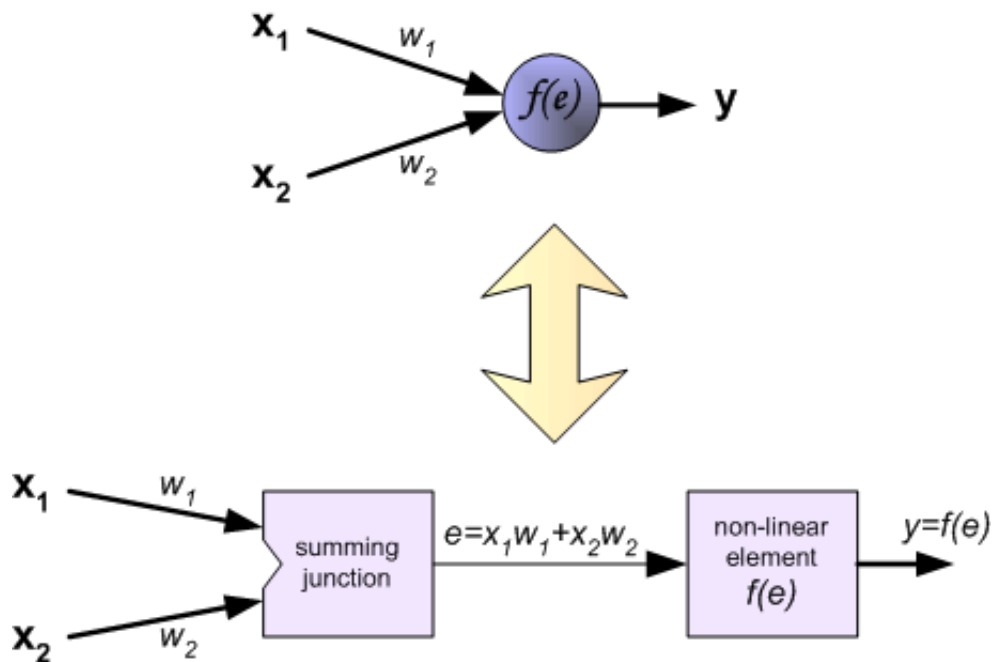 x₁
w₁
f(e)
y
x₂
w₂
x₁
w₁
summing
junction
e=x₁w₁+x₂w₂
non-linear
element
f(e)
y=f(e)
x₂
w₂